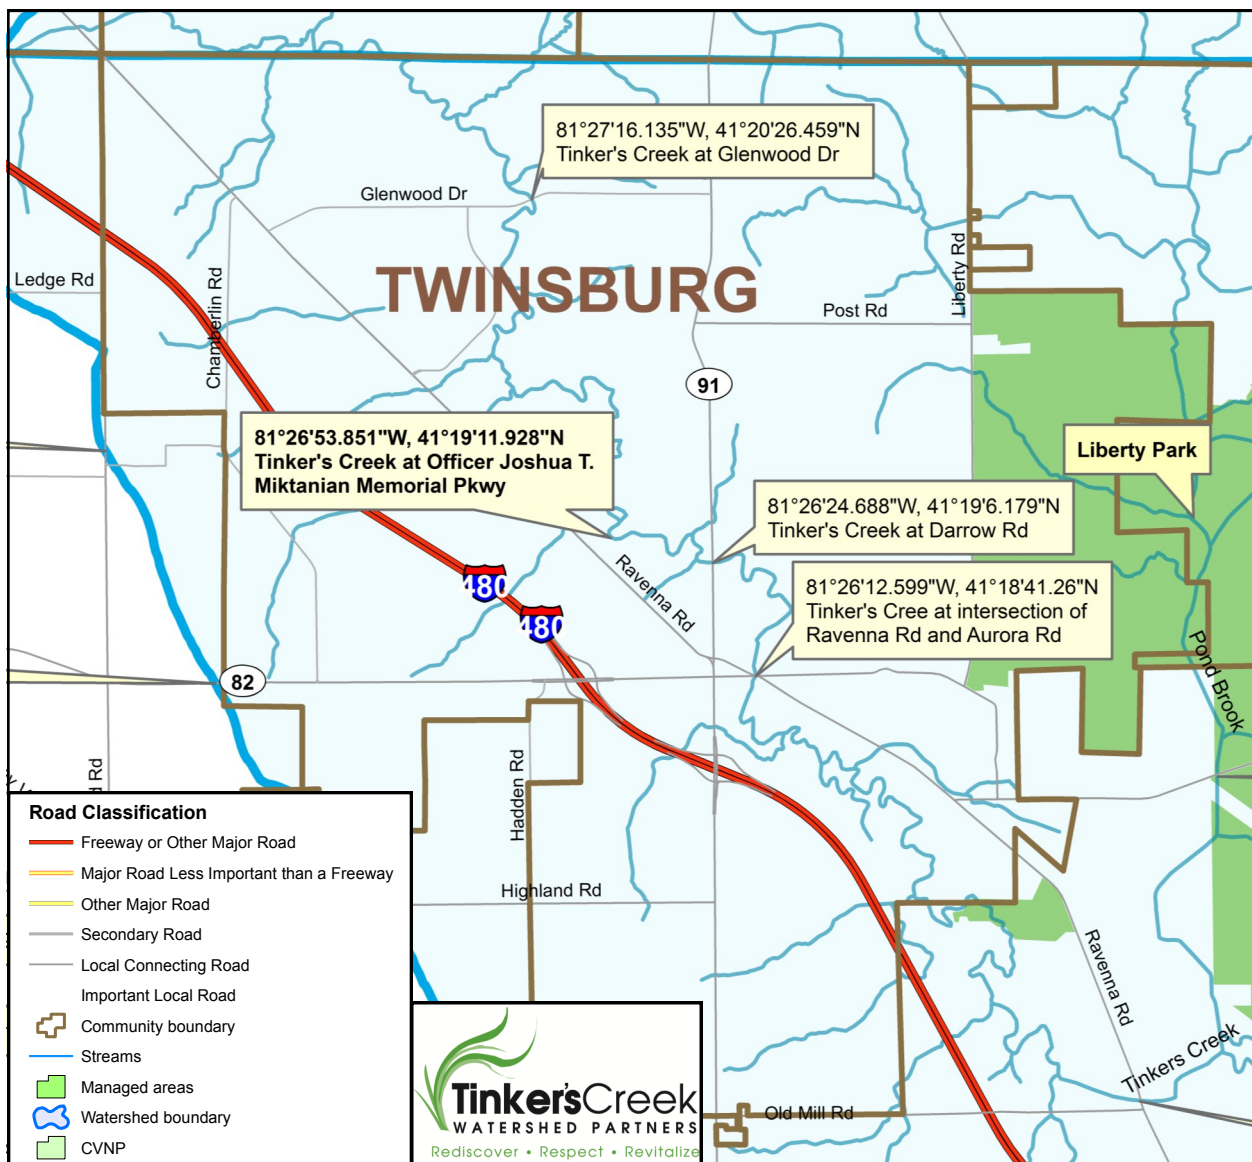 81°27'16.135"W, 41°20'26.459"N
Tinker's Creek at Glenwood Dr
Glenwood Dr
Ledge Rd
Chamberlin Rd
TWINSBURG
Liberty Rd
Post Rd
91
81°26'53.851"W, 41°19'11.928"N
Tinker's Creek at Officer Joshua T.
Miktanian Memorial Pkwy
Liberty Park
81°26'24.688"W, 41°19'6.179"N
Tinker's Creek at Darrow Rd
480
480
Ravenna Rd
81°26'12.599"W, 41°18'41.26"N
Tinker's Cree at intersection of
Ravenna Rd and Aurora Rd
82
Pond Brook
Hadden Rd
Rd
Highland Rd
Ravenna Rd
Tinkers Creek
Old Mill Rd
Road Classification
Freeway or Other Major Road
Major Road Less Important than a Freeway
Other Major Road
Secondary Road
Local Connecting Road
Important Local Road
Community boundary
Streams
Managed areas
Watershed boundary
CVNP
Tinker'sCreek
WATERSHED PARTNERS
Rediscover • Respect • Revitalize